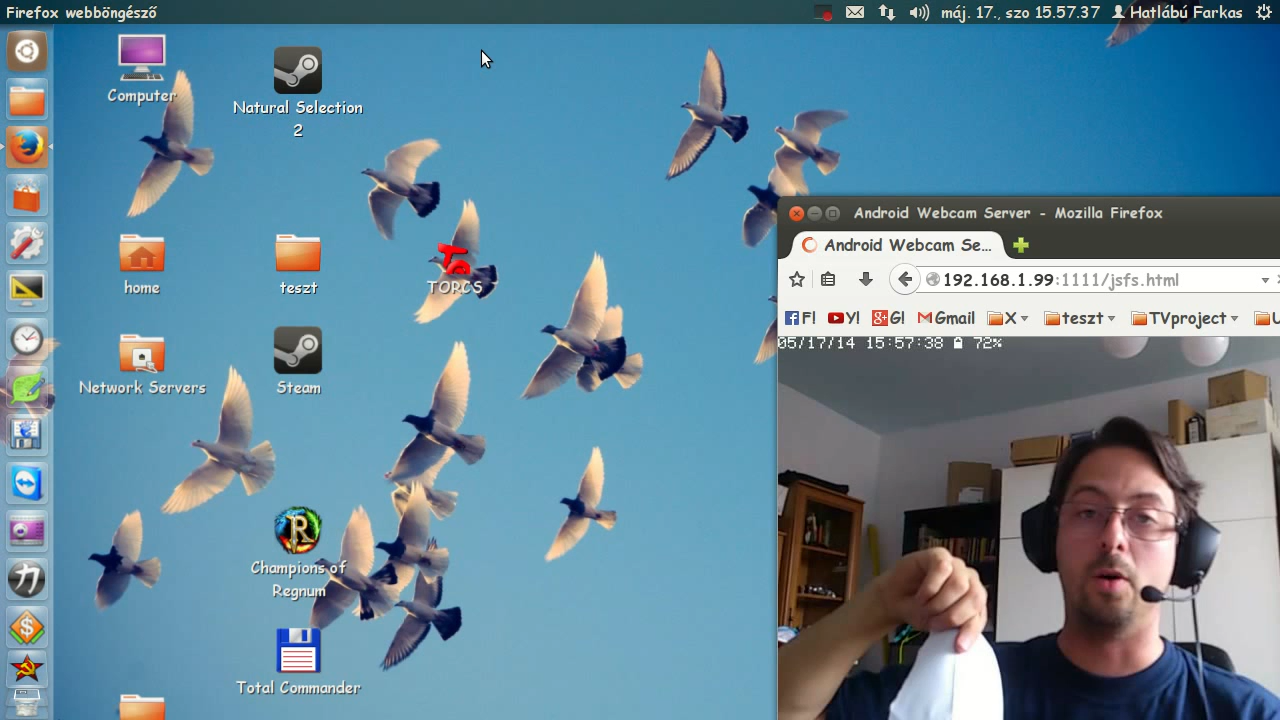 Firefox webböngésző
máj. 17., szo 15.57.37 Hatlábú Farkas
Computer
Natural Selection
2
home
teszt
TORCS
Network Servers
Steam
Champions of
Regnum
Total Commander
Android Webcam Server - Mozilla Firefox
Android Webcam Se...
192.168.1.99:1111/jsfs.html
F! Y! G! Gmail X teszt TVproject U
05/17/14 15:57:38 72%